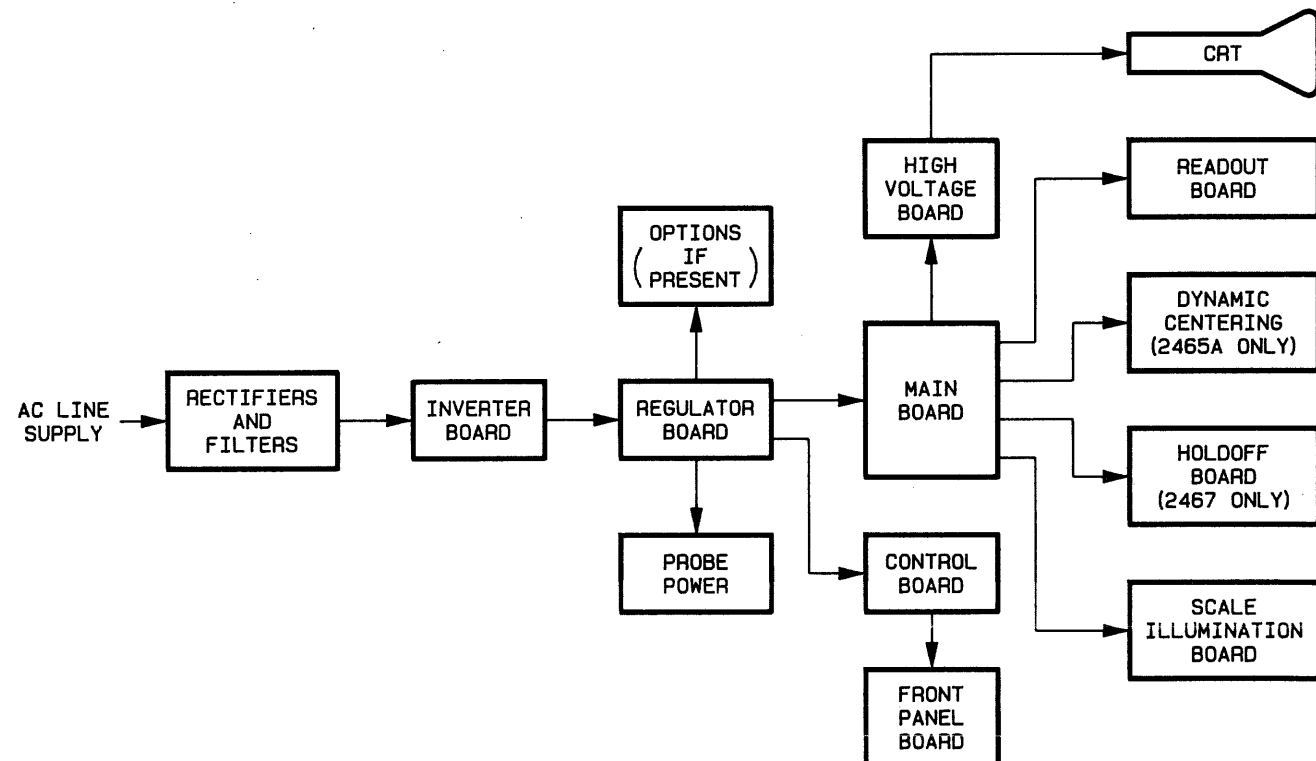 CRT
HIGH
VOLTAGE
BOARD
READOUT
BOARD
OPTIONS
( IF )
PRESENT
DYNAMIC
CENTERING
(2465A ONLY)
AC LINE
SUPPLY
RECTIFIERS
AND
FILTERS
INVERTER
BOARD
REGULATOR
BOARD
MAIN
BOARD
HOLDOFF
BOARD
(2467 ONLY)
PROBE
POWER
CONTROL
BOARD
SCALE
ILLUMINATION
BOARD
FRONT
PANEL
BOARD